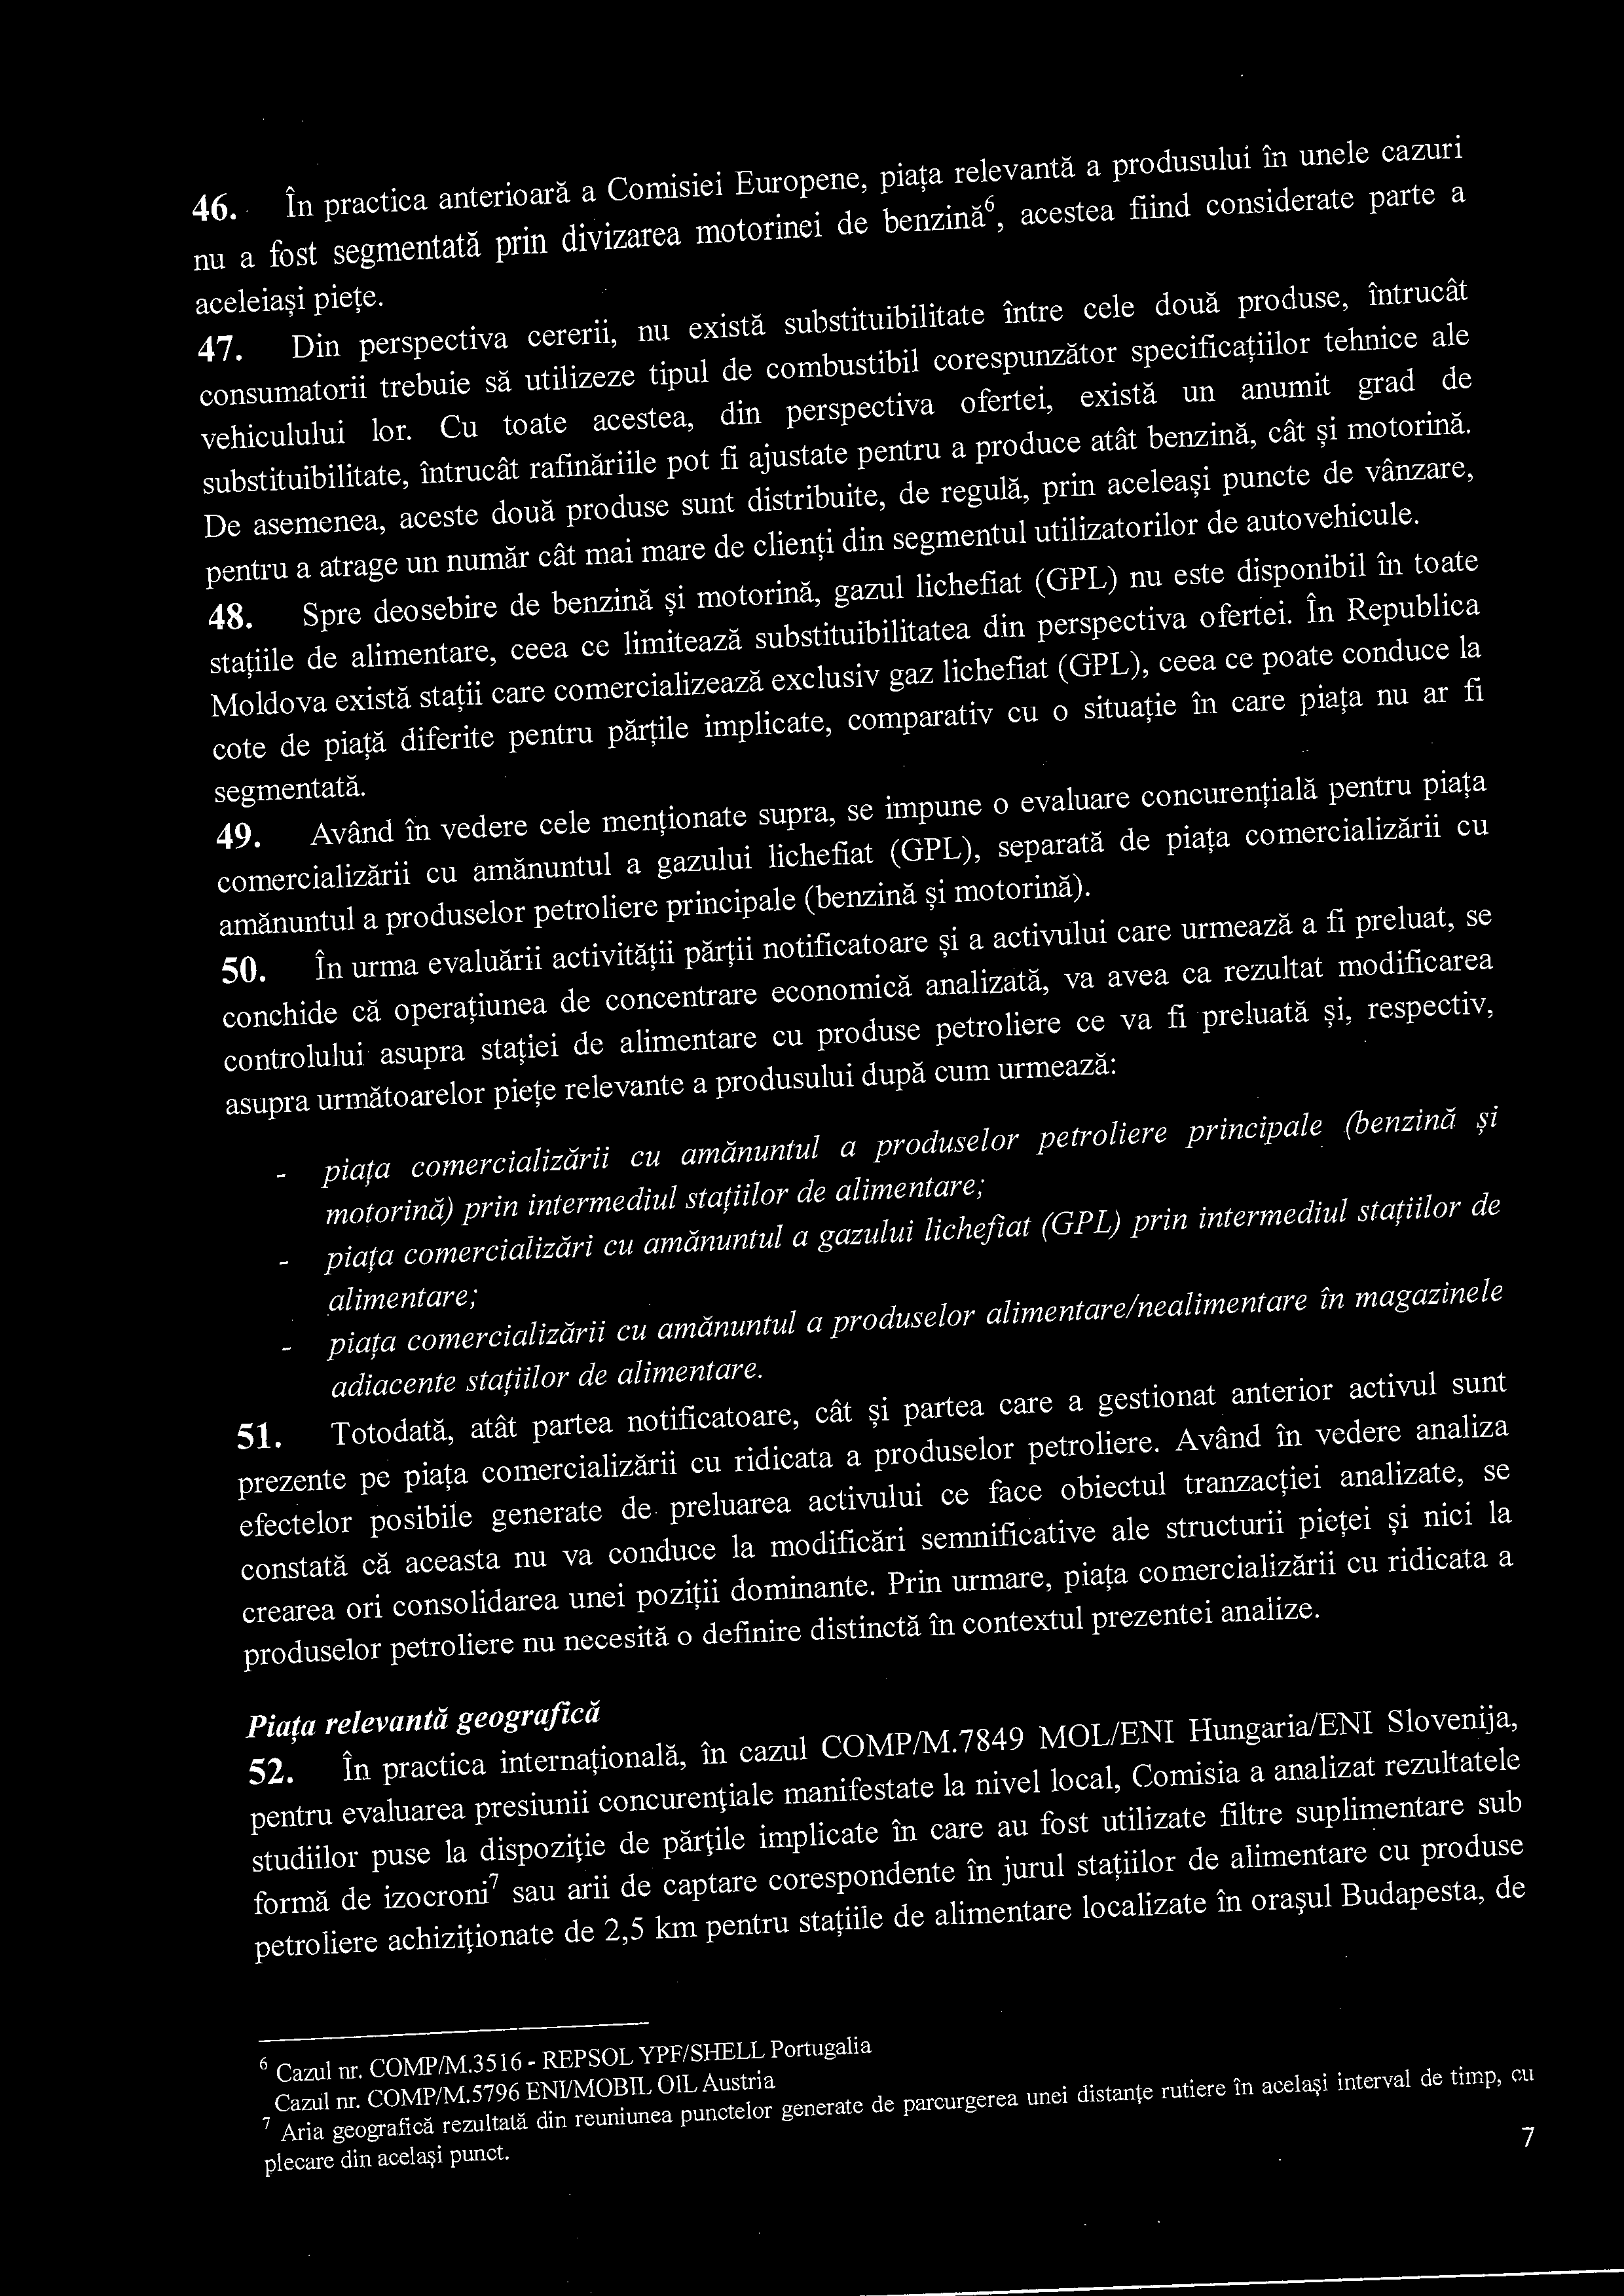 46. În practica anterioară a Comisiei Europene, piața relevantă a produsului în unele cazuri
nu a fost segmentată prin divizarea motorinei de benzină⁶, acestea fiind considerate parte a
aceleiași piețe.
47. Din perspectiva cererii, nu există substituibilitate între cele două produse, întrucât
consumatorii trebuie să utilizeze tipul de combustibil corespunzător specificațiilor tehnice ale
vehiculului lor. Cu toate acestea, din perspectiva ofertei, există un anumit grad de
substituibilitate, întrucât rafinăriile pot fi ajustate pentru a produce atât benzină, cât și motorină.
De asemenea, aceste două produse sunt distribuite, de regulă, prin aceleași puncte de vânzare,
pentru a atrage un număr cât mai mare de clienți din segmentul utilizatorilor de autovehicule.
48. Spre deosebire de benzină și motorină, gazul lichefiat (GPL) nu este disponibil în toate
stațiile de alimentare, ceea ce limitează substituibilitatea din perspectiva ofertei. În Republica
Moldova există stații care comercializează exclusiv gaz lichefiat (GPL), ceea ce poate conduce la
cote de piață diferite pentru părțile implicate, comparativ cu o situație în care piața nu ar fi
segmentată.
49. Având în vedere cele menționate supra, se impune o evaluare concurențială pentru piața
comercializării cu amănuntul a gazului lichefiat (GPL), separată de piața comercializării cu
amănuntul a produselor petroliere principale (benzină și motorină).
50. În urma evaluării activității părții notificatoare și a activului care urmează a fi preluat, se
conchide că operațiunea de concentrare economică analizată, va avea ca rezultat modificarea
controlului asupra stației de alimentare cu produse petroliere ce va fi preluată și, respectiv,
asupra următoarelor piețe relevante a produsului după cum urmează:
- piața comercializării cu amănuntul a produselor petroliere principale (benzină și
motorină) prin intermediul stațiilor de alimentare;
- piața comercializări cu amănuntul a gazului lichefiat (GPL) prin intermediul stațiilor de
alimentare;
- piața comercializării cu amănuntul a produselor alimentare/nealimentare în magazinele
adiacente stațiilor de alimentare.
51. Totodată, atât partea notificatoare, cât și partea care a gestionat anterior activul sunt
prezente pe piața comercializării cu ridicata a produselor petroliere. Având în vedere analiza
efectelor posibile generate de preluarea activului ce face obiectul tranzacției analizate, se
constată că aceasta nu va conduce la modificări semnificative ale structurii pieței și nici la
crearea ori consolidarea unei poziții dominante. Prin urmare, piața comercializării cu ridicata a
produselor petroliere nu necesită o definire distinctă în contextul prezentei analize.
Piața relevantă geografică
52. În practica internațională, în cazul COMP/M.7849 MOL/ENI Hungaria/ENI Slovenija,
pentru evaluarea presiunii concurențiale manifestate la nivel local, Comisia a analizat rezultatele
studiilor puse la dispoziție de părțile implicate în care au fost utilizate filtre suplimentare sub
formă de izocroni⁷ sau arii de captare corespondente în jurul stațiilor de alimentare cu produse
petroliere achiziționate de 2,5 km pentru stațiile de alimentare localizate în orașul Budapesta, de
⁶ Cazul nr. COMP/M.3516 - REPSOL YPF/SHELL Portugalia
Cazul nr. COMP/M.5796 ENI/MOBIL OIL Austria
⁷ Aria geografică rezultată din reuniunea punctelor generate de parcurgerea unei distanțe rutiere în același interval de timp, cu
plecare din același punct.
7